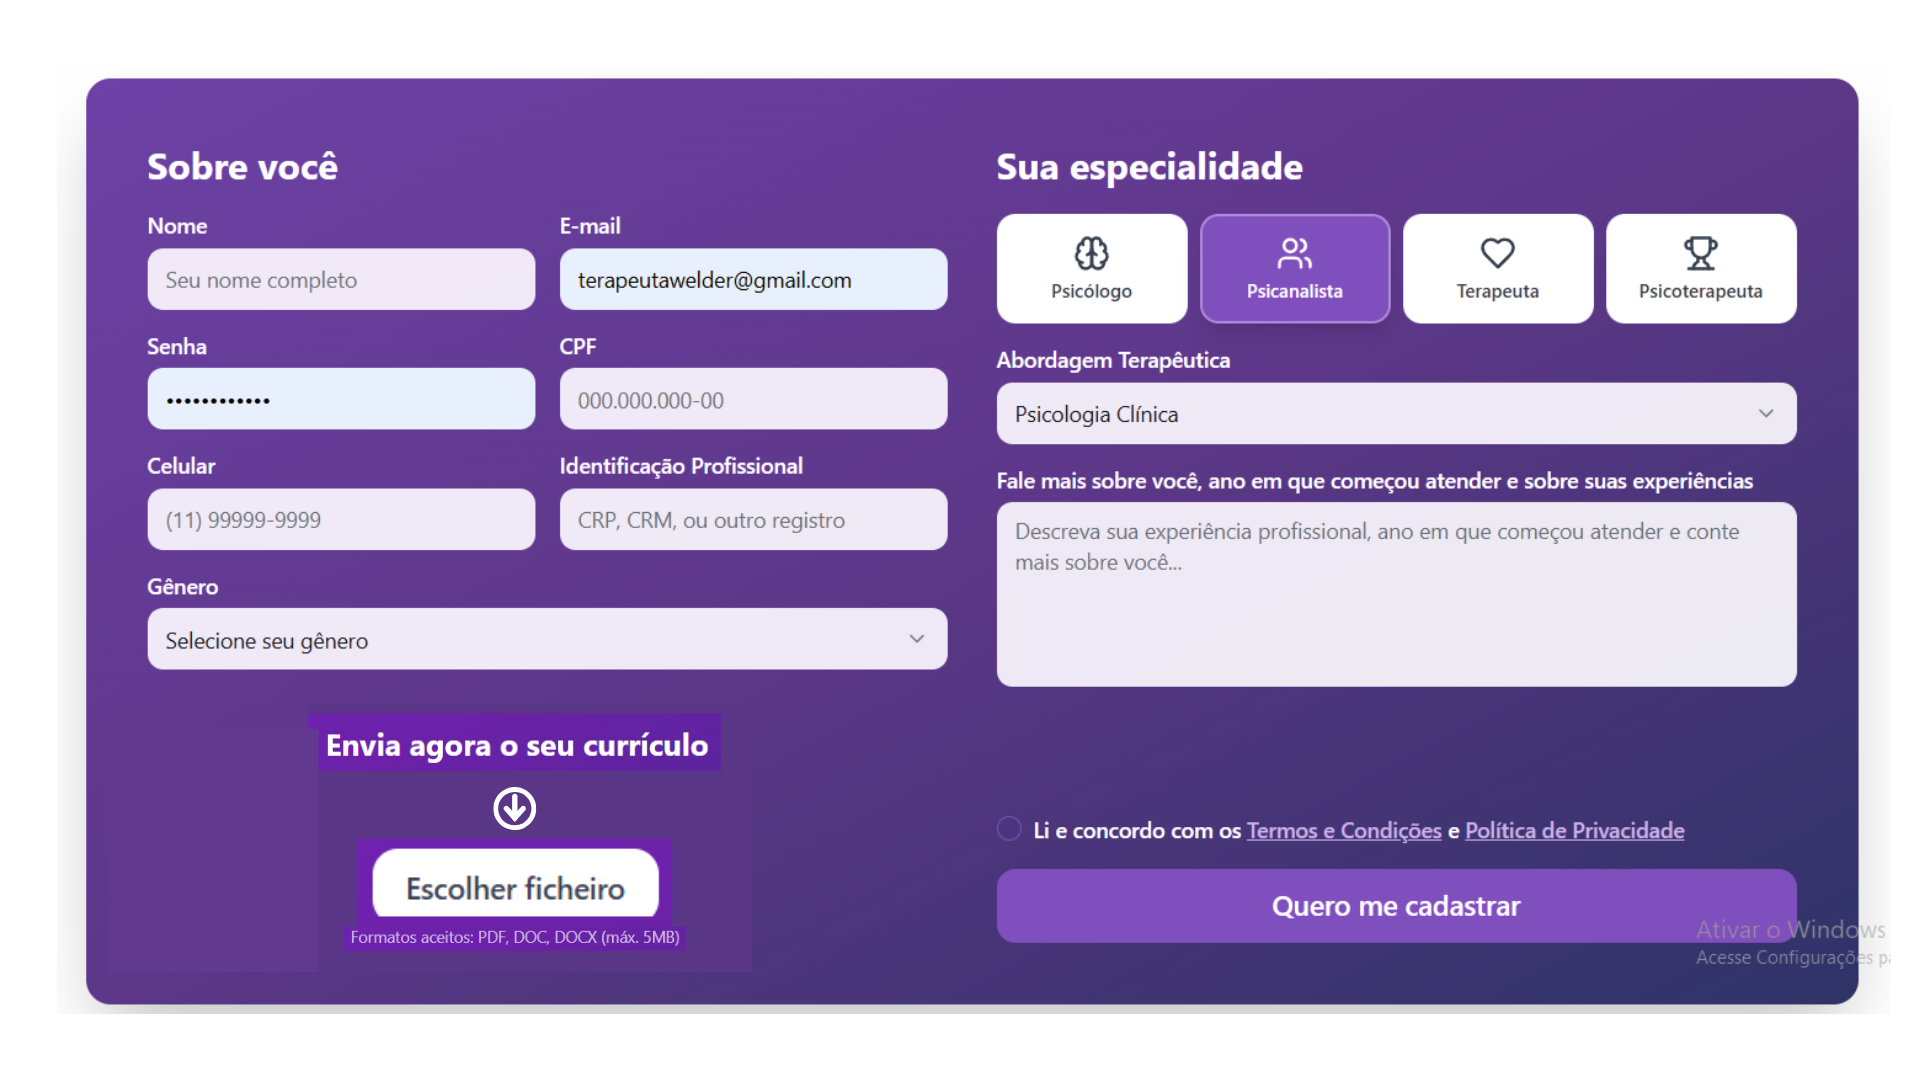 Sobre você
Nome
E-mail
Seu nome completo
terapeutawelder@gmail.com
Senha
CPF
••••••••••••
000.000.000-00
Celular
Identificação Profissional
(11) 99999-9999
CRP, CRM, ou outro registro
Gênero
Selecione seu gênero
Envia agora o seu currículo
Escolher ficheiro
Formatos aceitos: PDF, DOC, DOCX (máx. 5MB)
Sua especialidade
Psicólogo
Psicanalista
Terapeuta
Psicoterapeuta
Abordagem Terapêutica
Psicologia Clínica
Fale mais sobre você, ano em que começou atender e sobre suas experiências
Descreva sua experiência profissional, ano em que começou atender e conte
mais sobre você...
Li e concordo com os Termos e Condições e Política de Privacidade
Quero me cadastrar
Ativar o Windows
Acesse Configurações